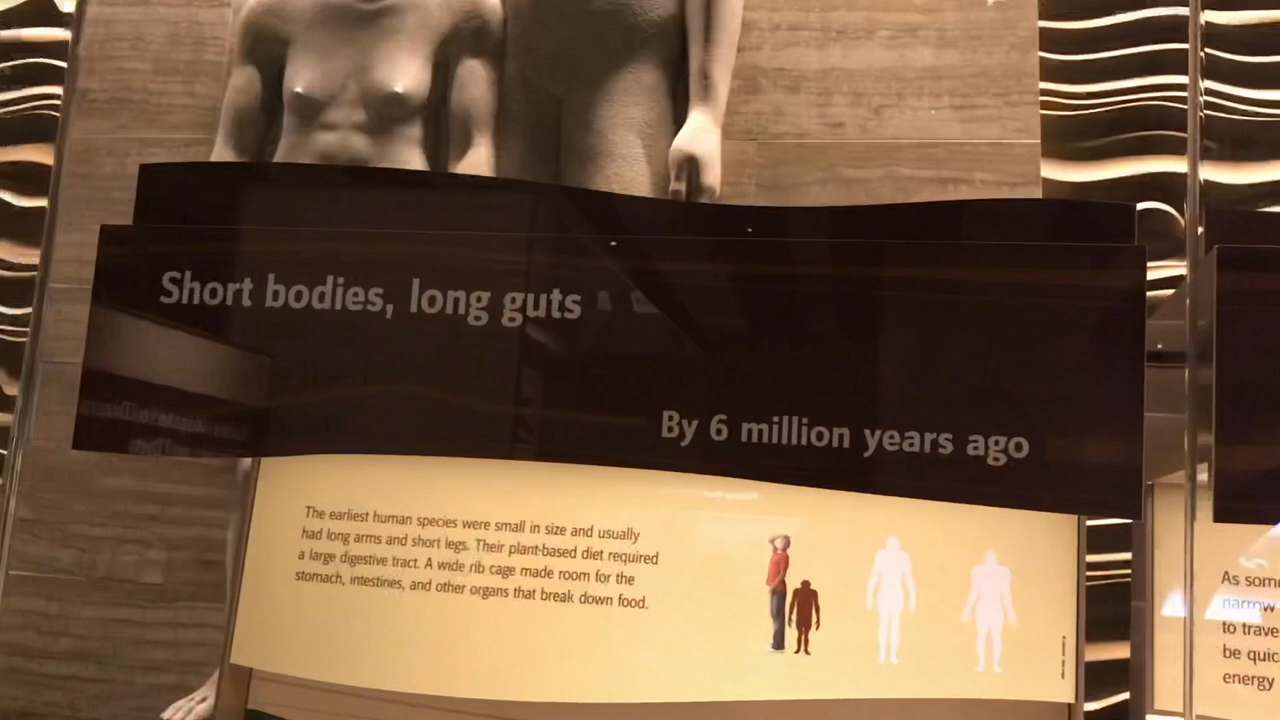 Short bodies, long guts
By 6 million years ago
The earliest human species were small in size and usually
had long arms and short legs. Their plant-based diet required
a large digestive tract. A wide rib cage made room for the
stomach, intestines, and other organs that break down food.
As som
narrow
to trave
be quic
energy